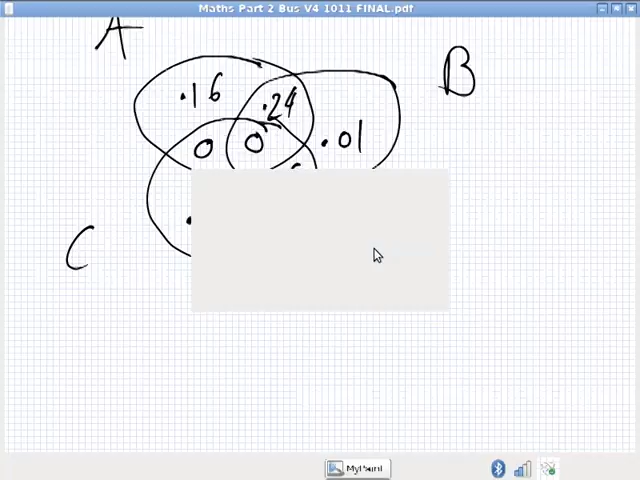 Maths Part 2 Bus V4 1011 FINAL.pdf
A
B
.16
.24
0
0
.01
C
MyPaint